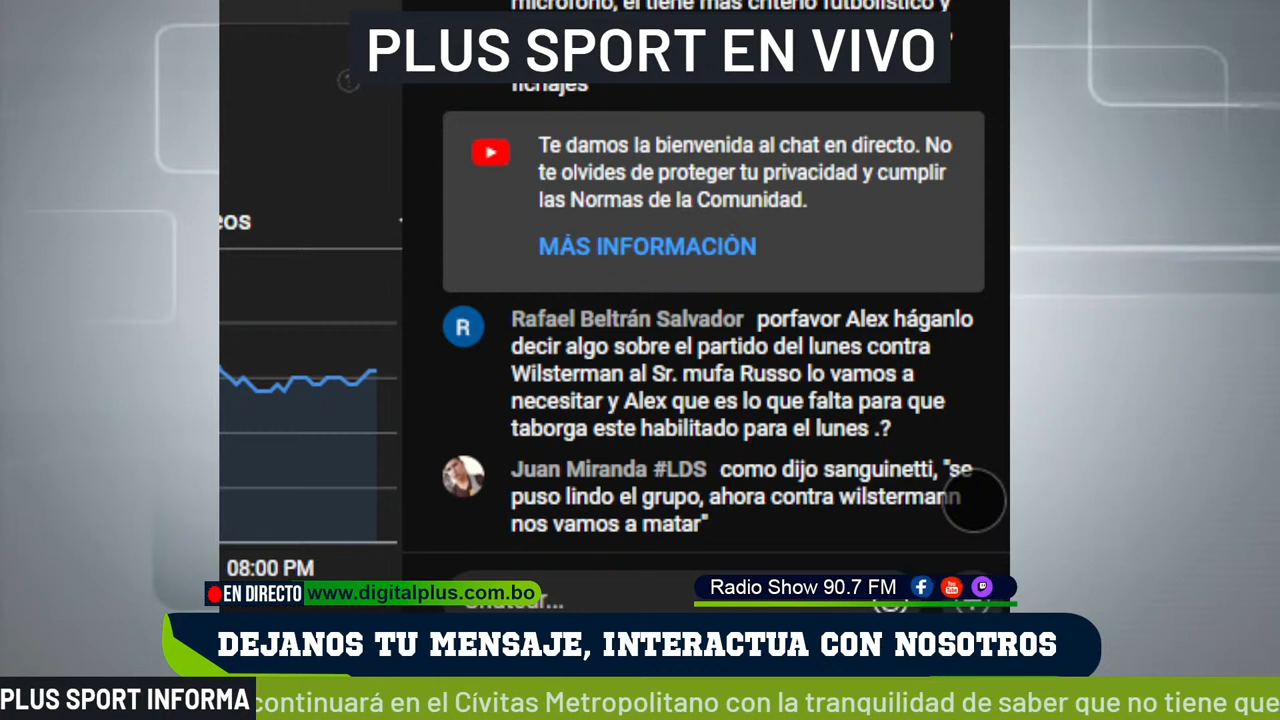 micrófono, el tiene mas criterio futbolístico y
PLUS SPORT EN VIVO
fichajes
Te damos la bienvenida al chat en directo. No
te olvides de proteger tu privacidad y cumplir
las Normas de la Comunidad.
MÁS INFORMACIÓN
eos
R
Rafael Beltrán Salvador porfavor Alex háganlo
decir algo sobre el partido del lunes contra
Wilsterman al Sr. mufa Russo lo vamos a
necesitar y Alex que es lo que falta para que
taborga este habilitado para el lunes .?
Juan Miranda #LDS como dijo sanguinetti, "se
puso lindo el grupo, ahora contra wilstermann
nos vamos a matar"
08:00 PM
EN DIRECTO www.digitalplus.com.bo
Radio Show 90.7 FM
DEJANOS TU MENSAJE, INTERACTUA CON NOSOTROS
PLUS SPORT INFORMA continuará en el Cívitas Metropolitano con la tranquilidad de saber que no tiene que